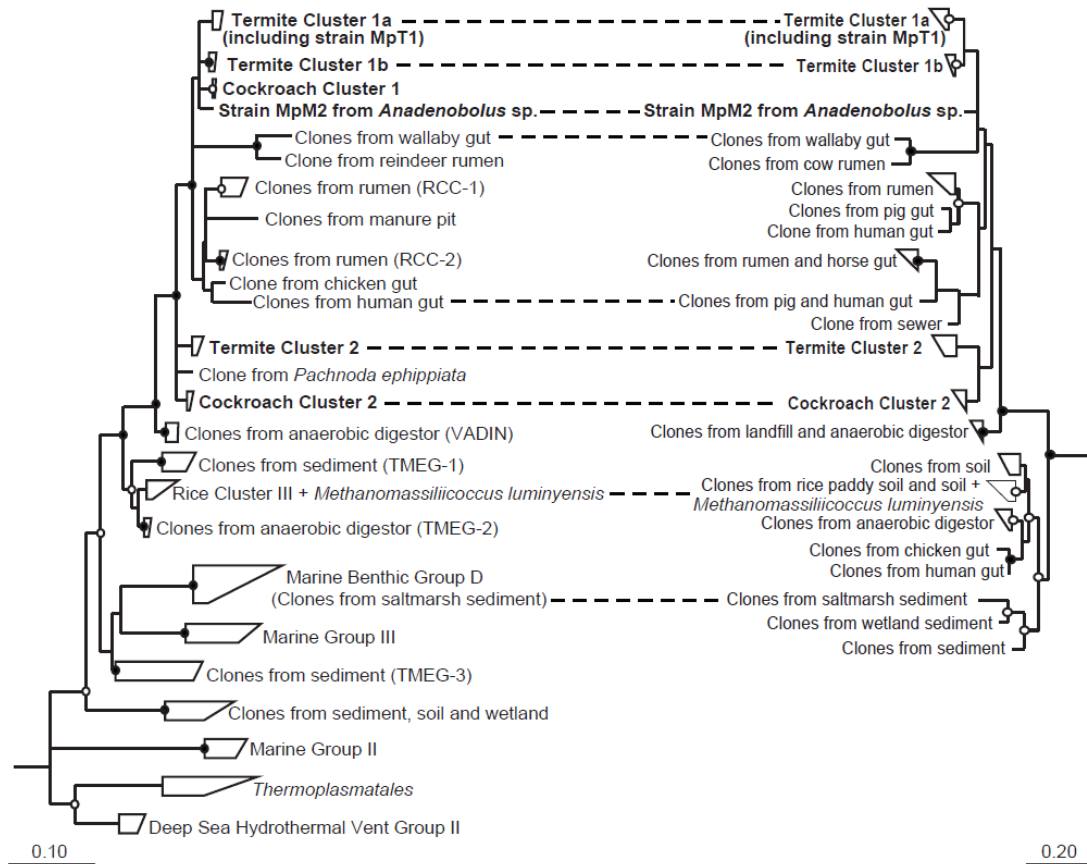 Termite Cluster 1a
(including strain MpT1)
Termite Cluster 1b
Cockroach Cluster 1
Strain MpM2 from Anadenobolus sp.
Clones from wallaby gut
Clone from reindeer rumen
Clones from rumen (RCC-1)
Clones from manure pit
Clones from rumen (RCC-2)
Clone from chicken gut
Clones from human gut
Termite Cluster 2
Clone from Pachnoda ephippiata
Cockroach Cluster 2
Clones from anaerobic digestor (VADIN)
Clones from sediment (TMEG-1)
Rice Cluster III + Methanomassiliicoccus luminyensis
Clones from anaerobic digestor (TMEG-2)
Marine Benthic Group D
(Clones from saltmarsh sediment)
Marine Group III
Clones from sediment (TMEG-3)
Clones from sediment, soil and wetland
Marine Group II
Thermoplasmatales
Deep Sea Hydrothermal Vent Group II
0.10
Termite Cluster 1a
(including strain MpT1)
Termite Cluster 1b
Strain MpM2 from Anadenobolus sp.
Clones from wallaby gut
Clones from cow rumen
Clones from rumen
Clones from pig gut
Clone from human gut
Clones from rumen and horse gut
Clones from pig and human gut
Clone from sewer
Termite Cluster 2
Cockroach Cluster 2
Clones from landfill and anaerobic digestor
Clones from soil
Clones from rice paddy soil and soil +
Methanomassiliicoccus luminyensis
Clones from anaerobic digestor
Clones from chicken gut
Clones from human gut
Clones from saltmarsh sediment
Clones from wetland sediment
Clones from sediment
0.20